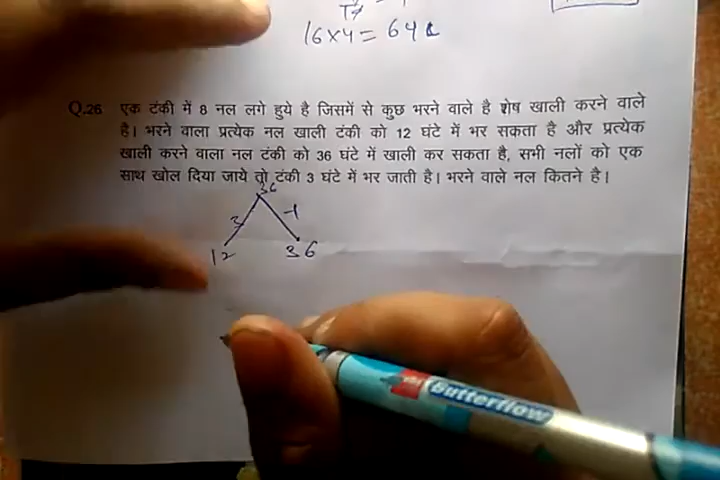 16×4= 64
Q.26 एक टंकी में 8 नल लगे हुये है जिसमें से कुछ भरने वाले है शेष खाली करने वाले
है। भरने वाला प्रत्येक नल खाली टंकी को 12 घंटे में भर सकता है और प्रत्येक
खाली करने वाला नल टंकी को 36 घंटे में खाली कर सकता है, सभी नलों को एक
साथ खोल दिया जाये तो टंकी 3 घंटे में भर जाती है। भरने वाले नल कितने है।
36
3 -1
12 36
Butterflow